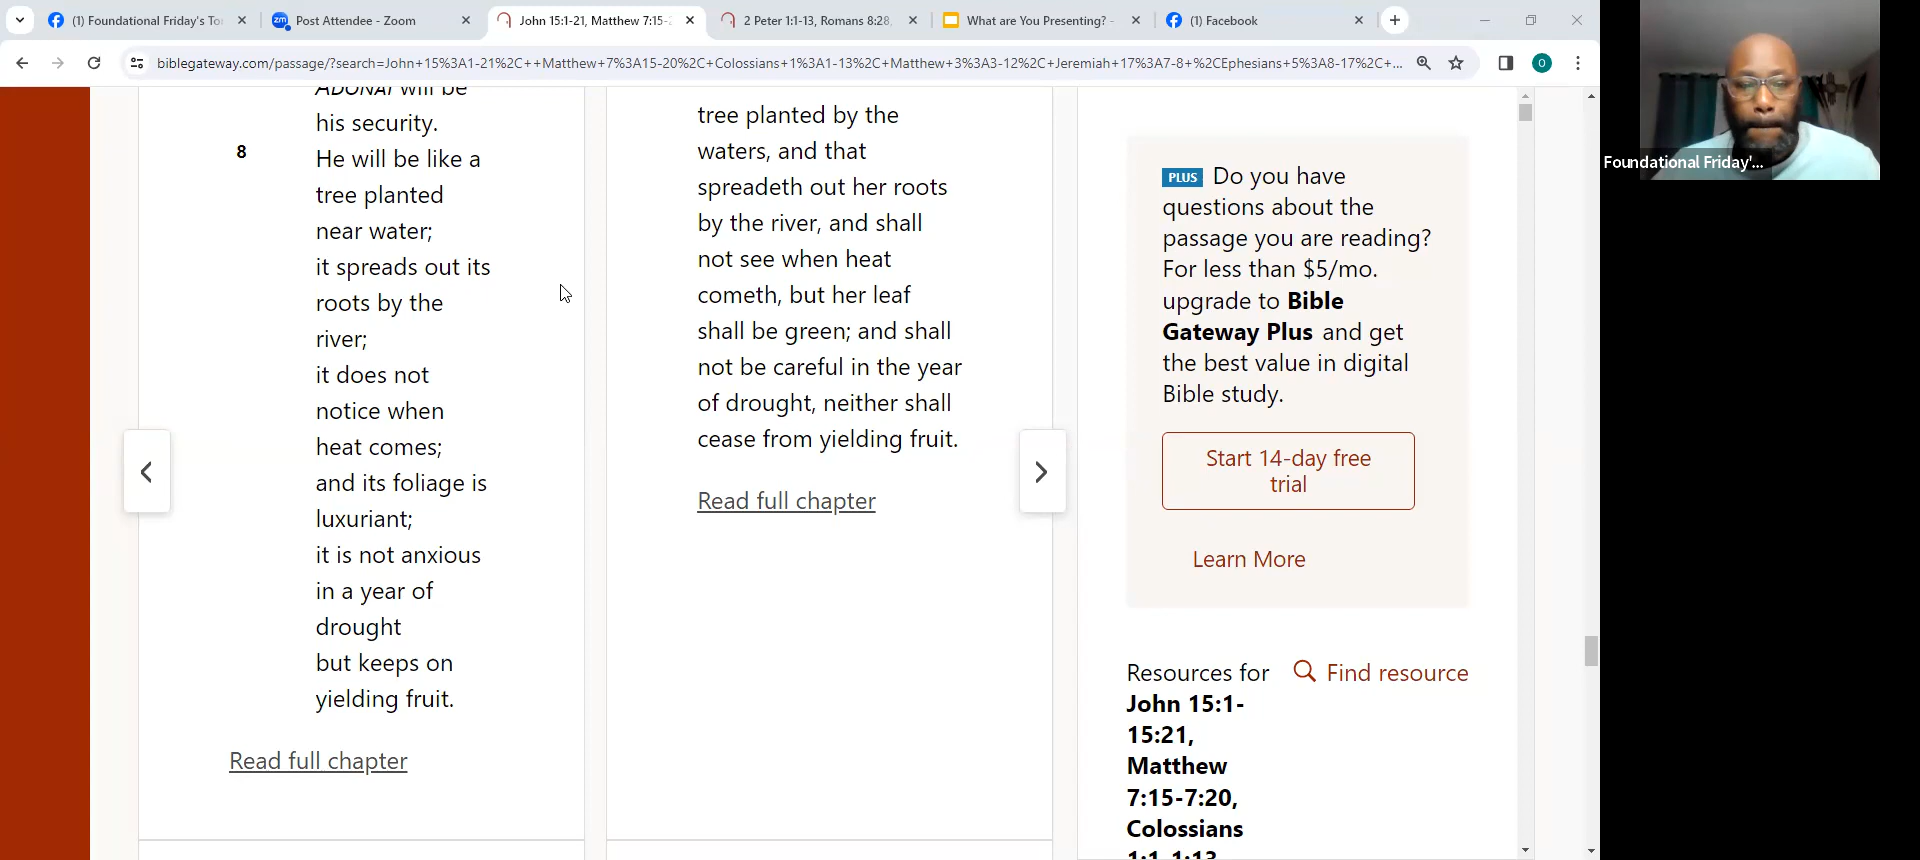 (1) Foundational Friday's To
Post Attendee - Zoom
John 15:1-21, Matthew 7:15-2
2 Peter 1:1-13, Romans 8:28,
What are You Presenting? -
(1) Facebook
biblegateway.com/passage/?search=John+15%3A1-21%2C++Matthew+7%3A15-20%2C+Colossians+1%3A1-13%2C+Matthew+3%3A3-12%2C+Jeremiah+17%3A7-8+%2CEphesians+5%3A8-17%2C+...
O
zm
Foundational Friday'...
ADONAI will be
his security.
8
He will be like a
tree planted
near water;
it spreads out its
roots by the
river;
it does not
notice when
heat comes;
and its foliage is
luxuriant;
it is not anxious
in a year of
drought
but keeps on
yielding fruit.
Read full chapter
tree planted by the
waters, and that
spreadeth out her roots
by the river, and shall
not see when heat
cometh, but her leaf
shall be green; and shall
not be careful in the year
of drought, neither shall
cease from yielding fruit.
Read full chapter
PLUS Do you have
questions about the
passage you are reading?
For less than $5/mo.
upgrade to Bible
Gateway Plus and get
the best value in digital
Bible study.
Start 14-day free
trial
Learn More
Resources for
Find resource
John 15:1-
15:21,
Matthew
7:15-7:20,
Colossians
1:1-1:13